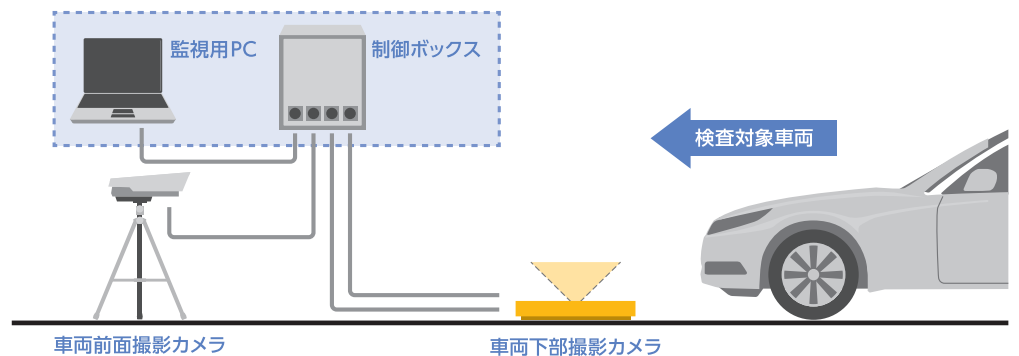 監視用PC
制御ボックス
検査対象車両
車両前面撮影カメラ
車両下部撮影カメラ